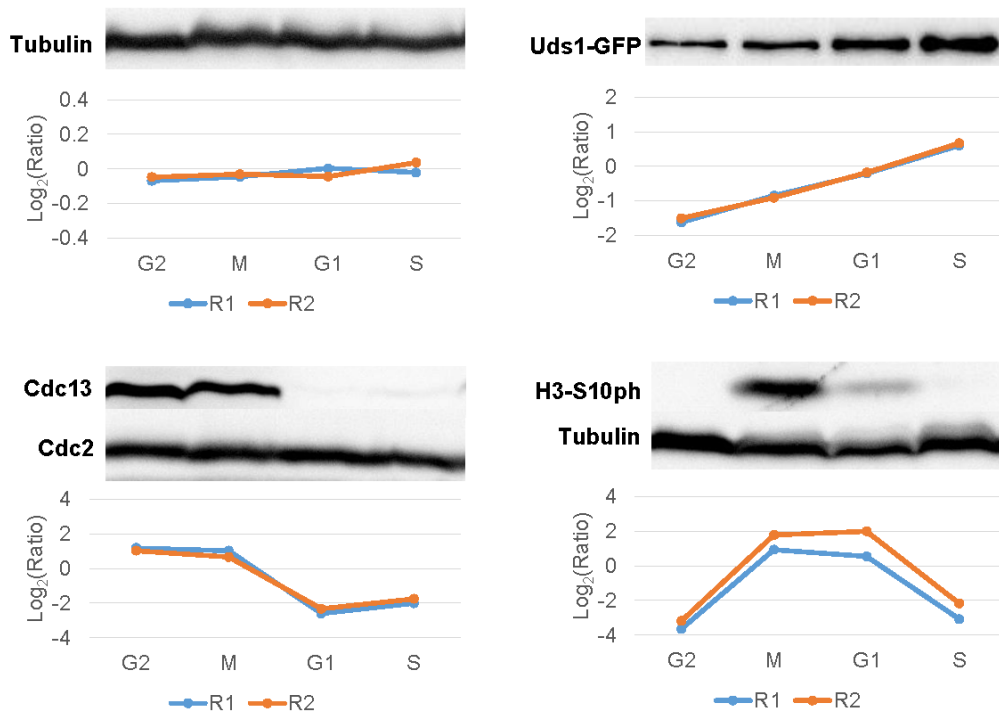 Tubulin
Log2(Ratio)
0.4
0.2
0
-0.2
-0.4
G2 M G1 S
R1 R2
Uds1-GFP
Log2(Ratio)
2
1
0
-1
-2
G2 M G1 S
R1 R2
Cdc13
Cdc2
Log2(Ratio)
4
2
0
-2
-4
G2 M G1 S
R1 R2
H3-S10ph
Tubulin
Log2(Ratio)
4
2
0
-2
-4
G2 M G1 S
R1 R2